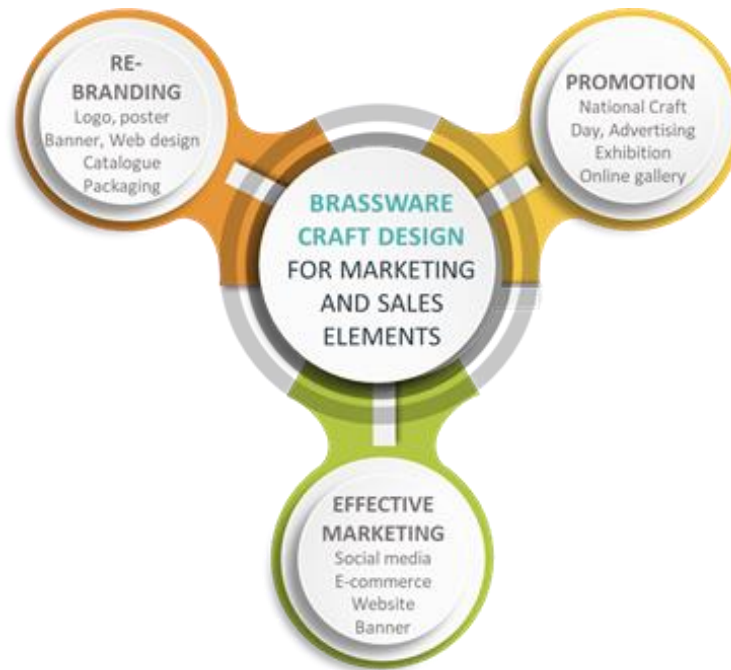 RE-
BRANDING
Logo, poster
Banner, Web design
Catalogue
Packaging
PROMOTION
National Craft
Day, Advertising
Exhibition
Online gallery
BRASSWARE
CRAFT DESIGN
FOR MARKETING
AND SALES
ELEMENTS
EFFECTIVE
MARKETING
Social media
E-commerce
Website
Banner